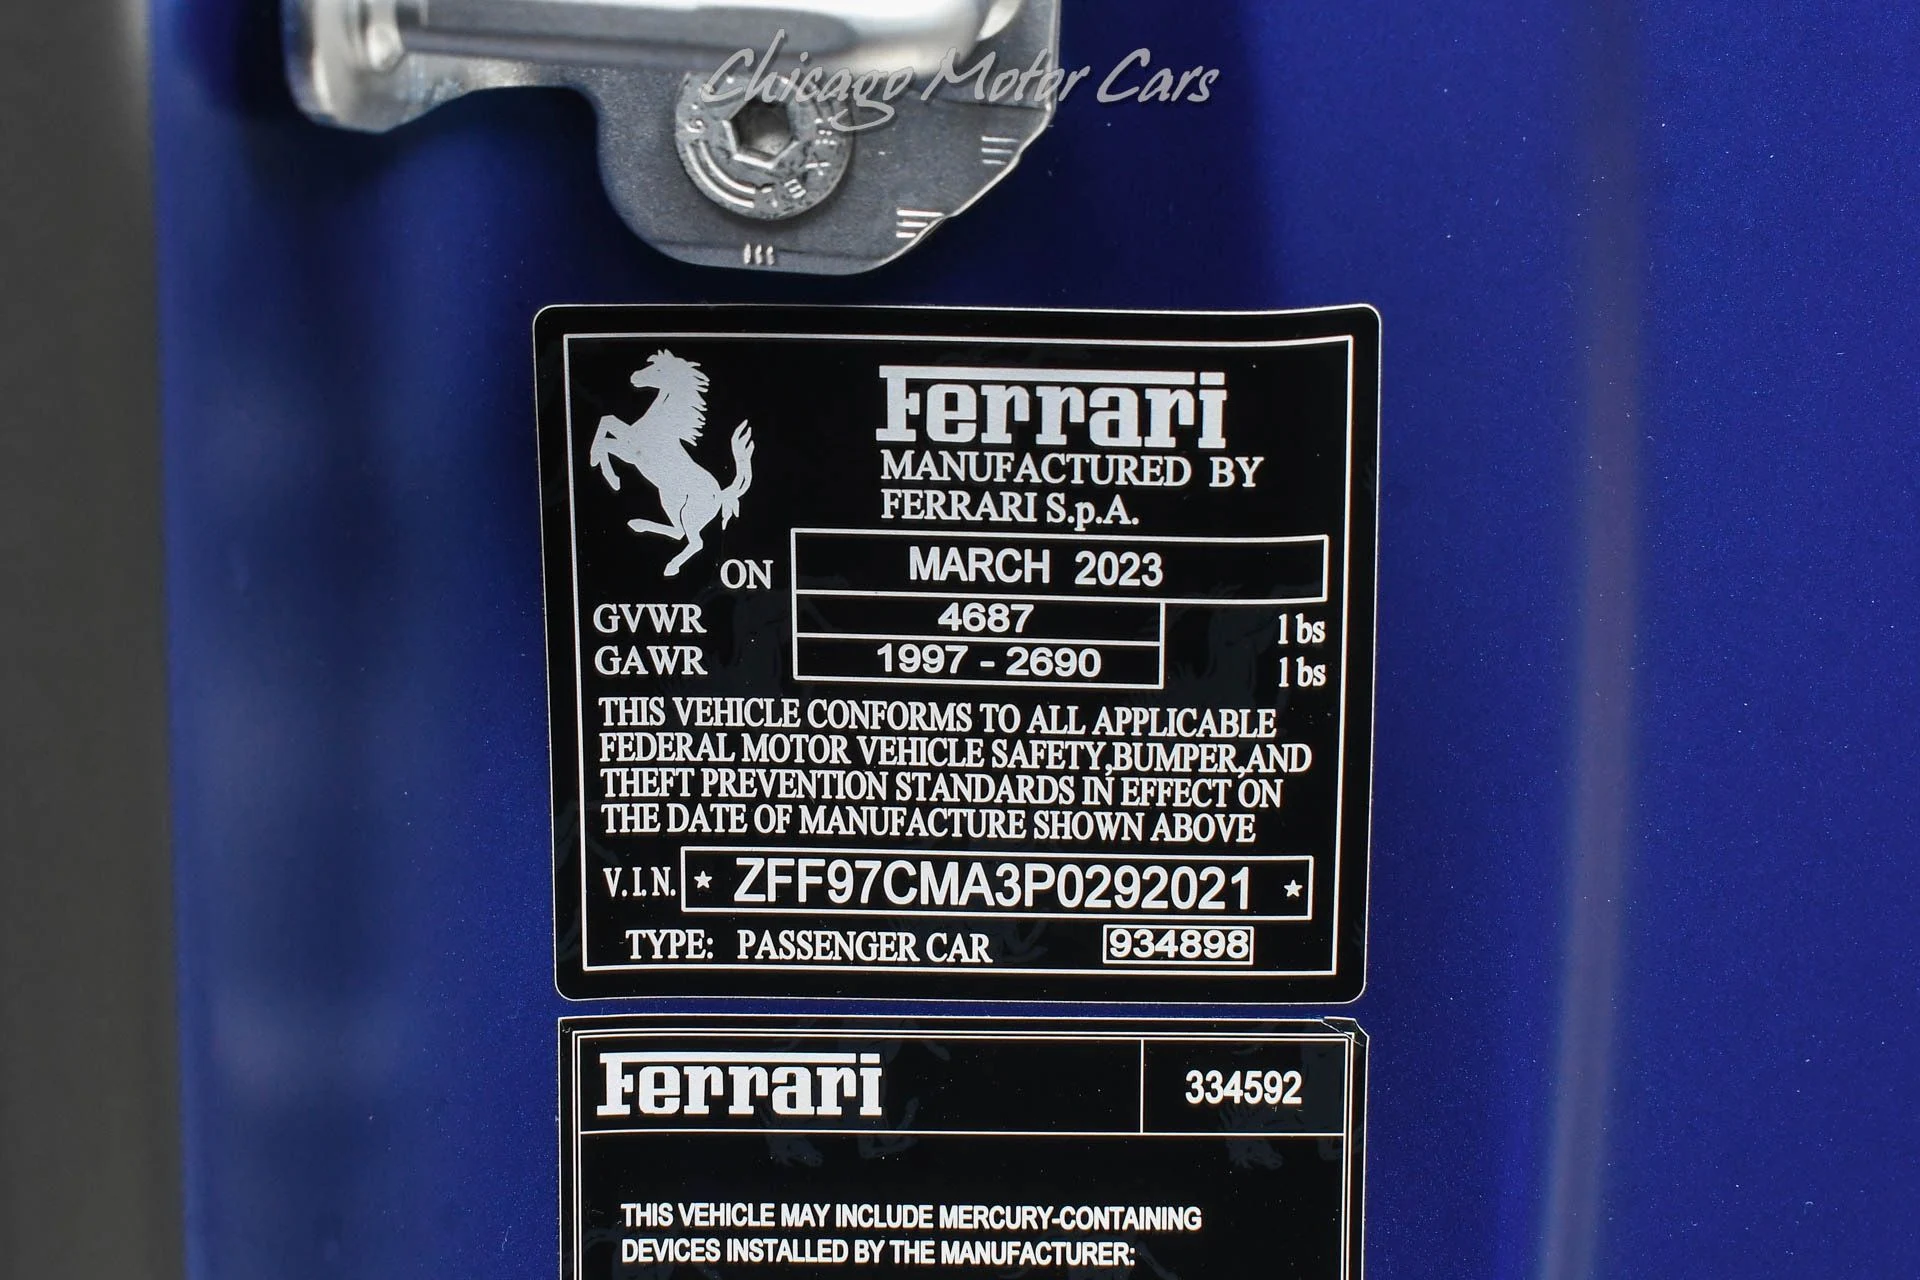 Chicago Motor Cars
Ferrari
MANUFACTURED BY
FERRARI S.p.A.
ON MARCH 2023
GVWR 4687 lbs
GAWR 1997 - 2690 lbs
THIS VEHICLE CONFORMS TO ALL APPLICABLE
FEDERAL MOTOR VEHICLE SAFETY,BUMPER,AND
THEFT PREVENTION STANDARDS IN EFFECT ON
THE DATE OF MANUFACTURE SHOWN ABOVE
V.I.N. * ZFF97CMA3P0292021 *
TYPE: PASSENGER CAR 934898
Ferrari 334592
THIS VEHICLE MAY INCLUDE MERCURY-CONTAINING
DEVICES INSTALLED BY THE MANUFACTURER: